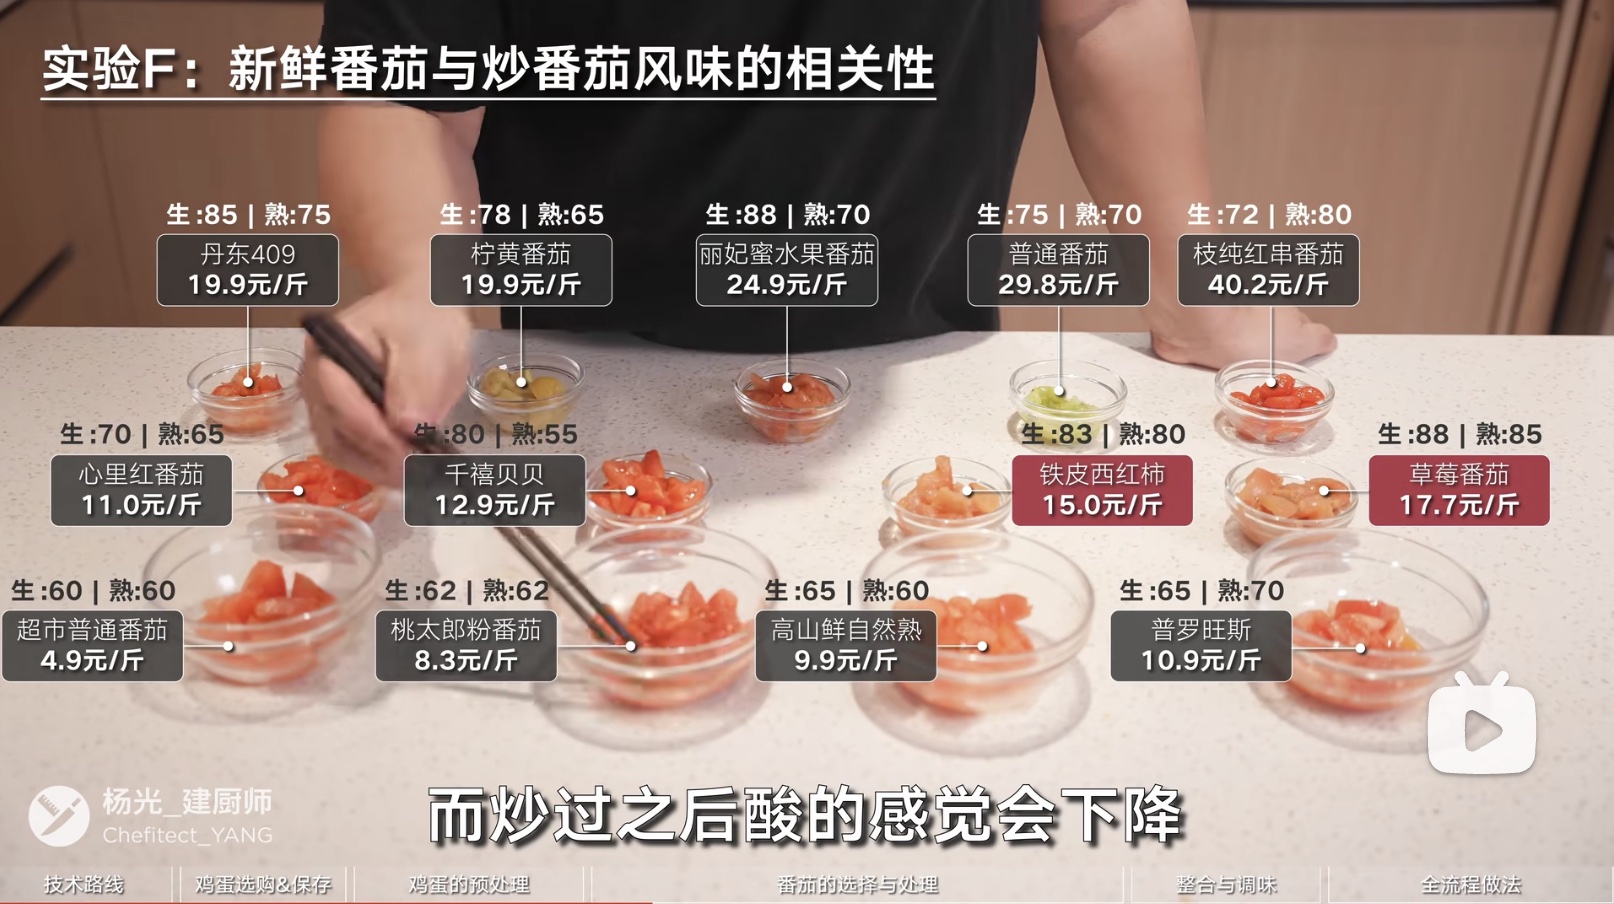 实验F：新鲜番茄与炒番茄风味的相关性
生:85 | 熟:75
丹东409
19.9元/斤
生:78 | 熟:65
柠黄番茄
19.9元/斤
生:88 | 熟:70
丽妃蜜水果番茄
24.9元/斤
生:75 | 熟:70
普通番茄
29.8元/斤
生:72 | 熟:80
枝纯红串番茄
40.2元/斤
生:70 | 熟:65
心里红番茄
11.0元/斤
生:80 | 熟:55
千禧贝贝
12.9元/斤
生:83 | 熟:80
铁皮西红柿
15.0元/斤
生:88 | 熟:85
草莓番茄
17.7元/斤
生:60 | 熟:60
超市普通番茄
4.9元/斤
生:62 | 熟:62
桃太郎粉番茄
8.3元/斤
生:65 | 熟:60
高山鲜自然熟
9.9元/斤
生:65 | 熟:70
普罗旺斯
10.9元/斤
杨光_建厨师
Chefitect_YANG
而炒过之后酸的感觉会下降
技术路线 鸡蛋选购&保存 鸡蛋的预处理 番茄的选择与处理 整合与调味 全流程做法